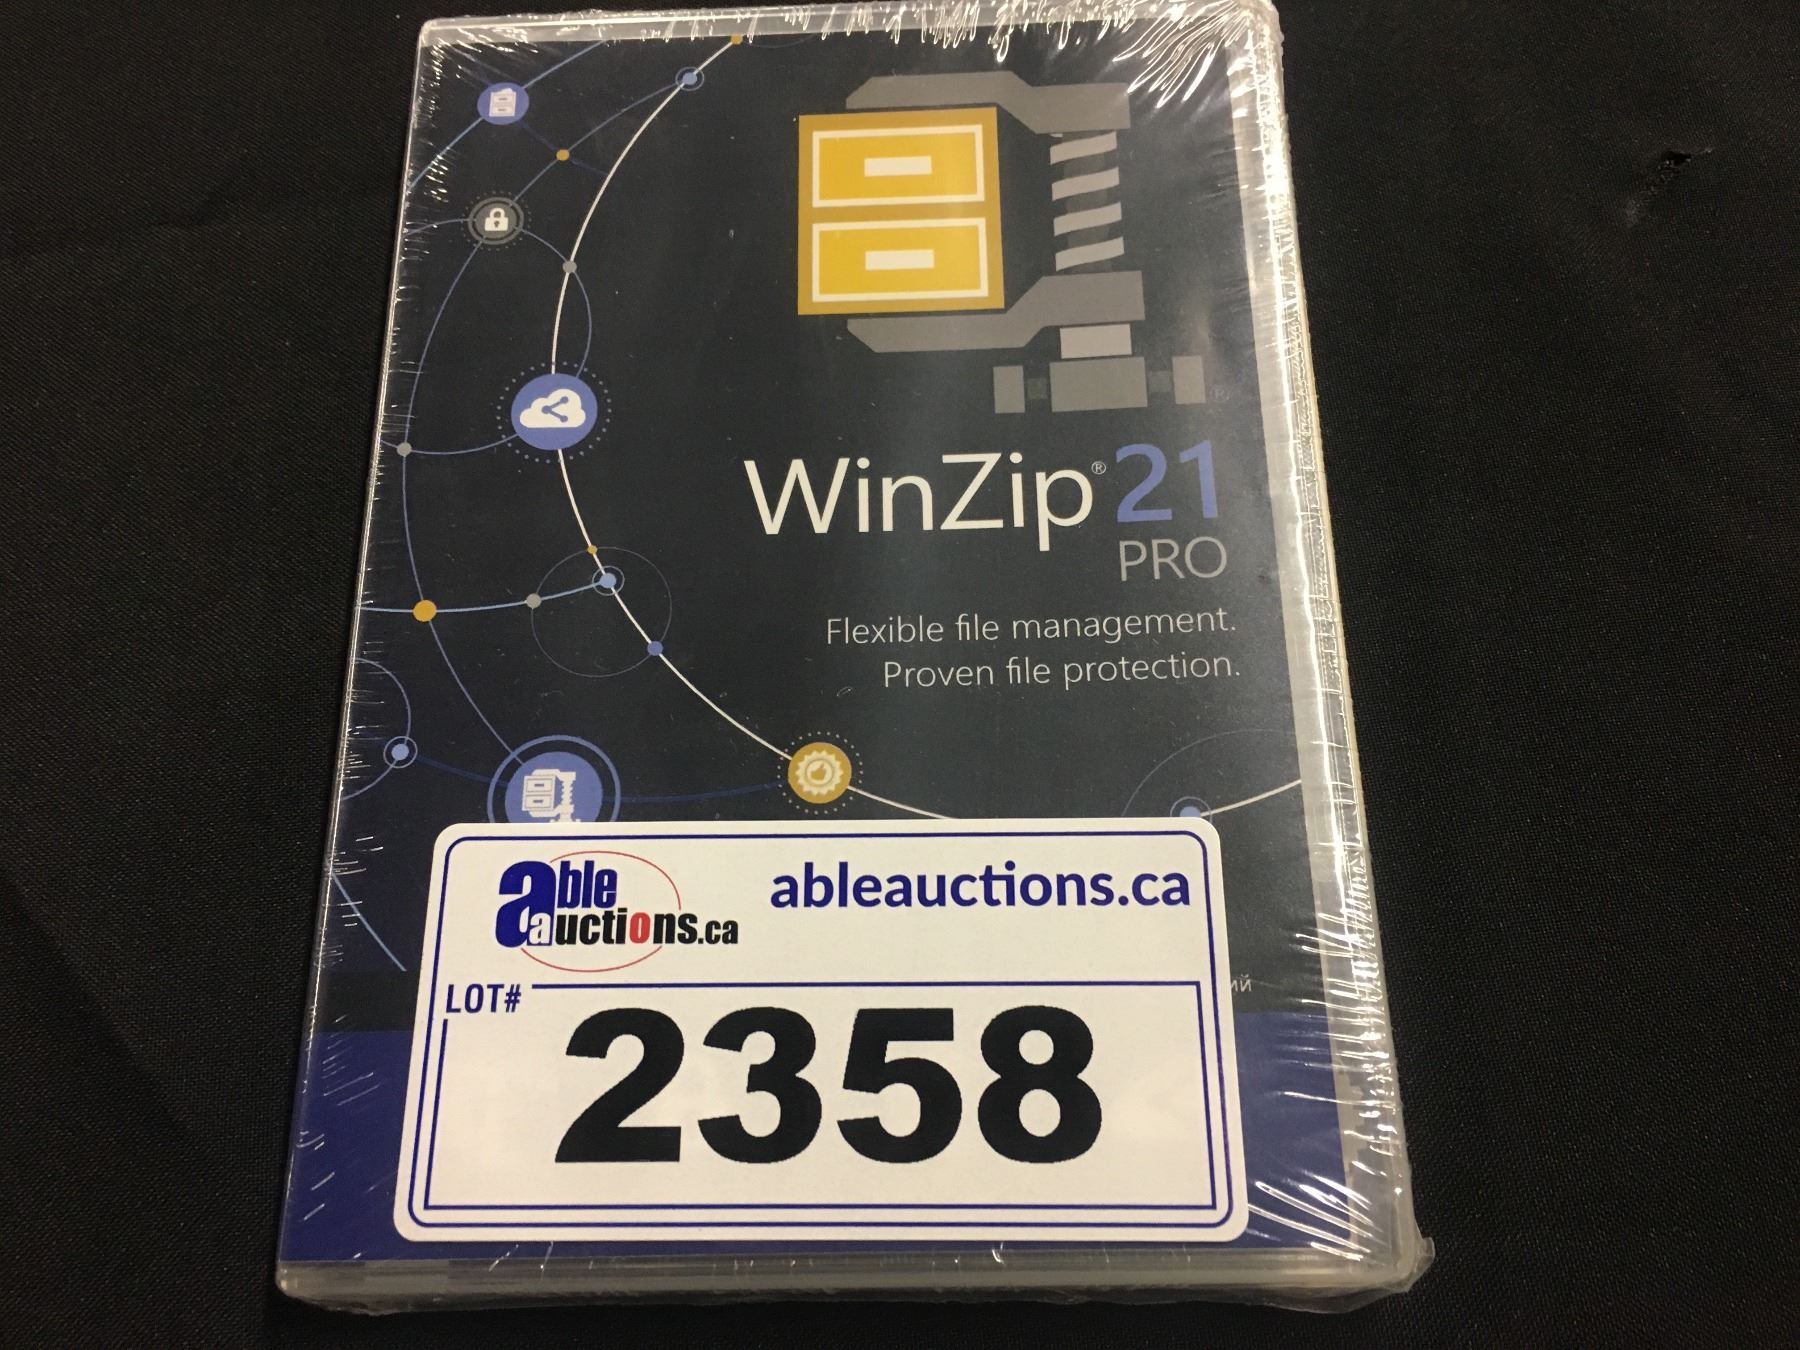 WinZip® 21
PRO
Flexible file management.
Proven file protection.
able
auctions.ca
ableauctions.ca
LOT#
2358